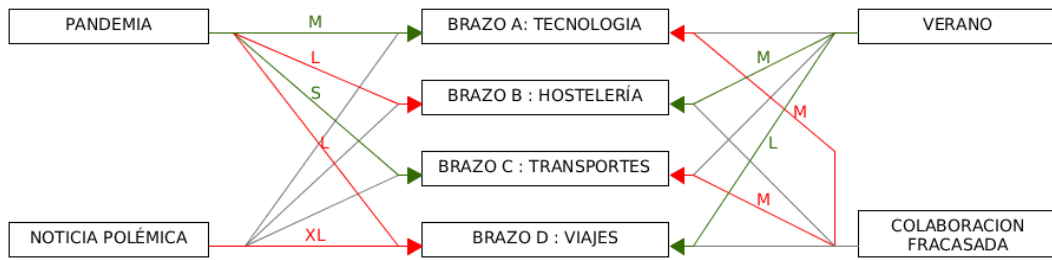 PANDEMIA
M
BRAZO A: TECNOLOGIA
VERANO
L
M
S
BRAZO B : HOSTELERÍA
M
L
L
BRAZO C : TRANSPORTES
M
NOTICIA POLÉMICA
XL
BRAZO D : VIAJES
COLABORACION
FRACASADA